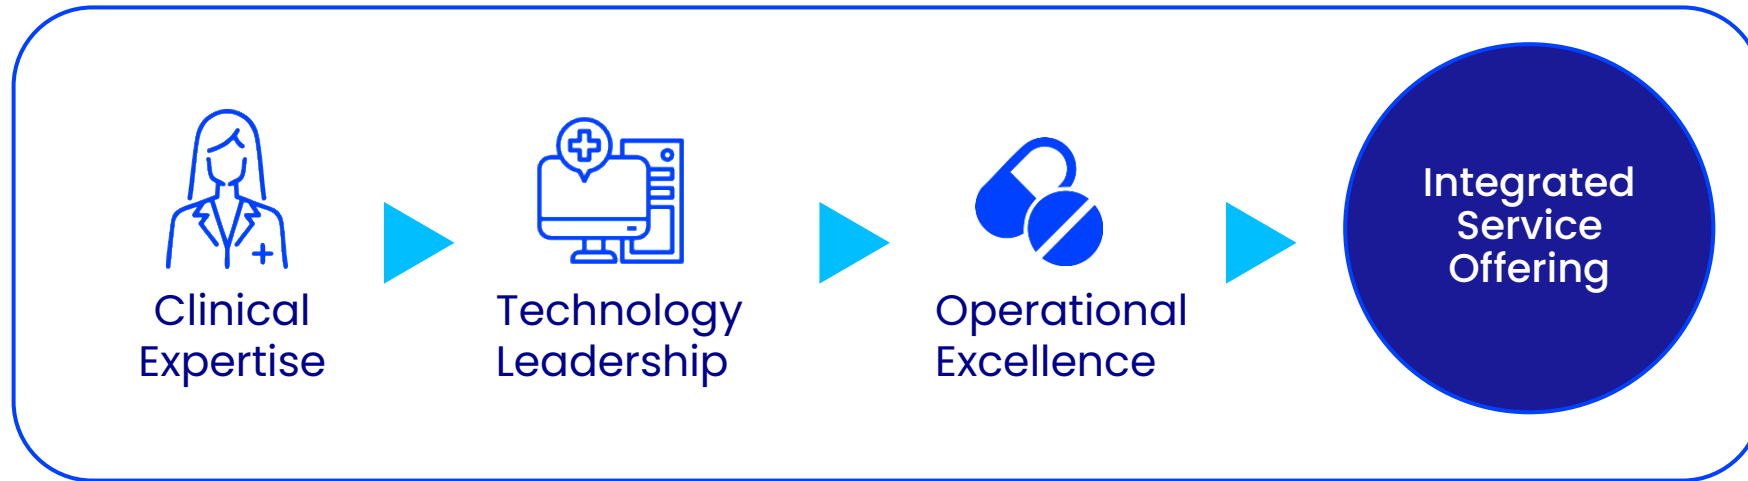 Clinical
Expertise
Technology
Leadership
Operational
Excellence
Integrated
Service
Offering